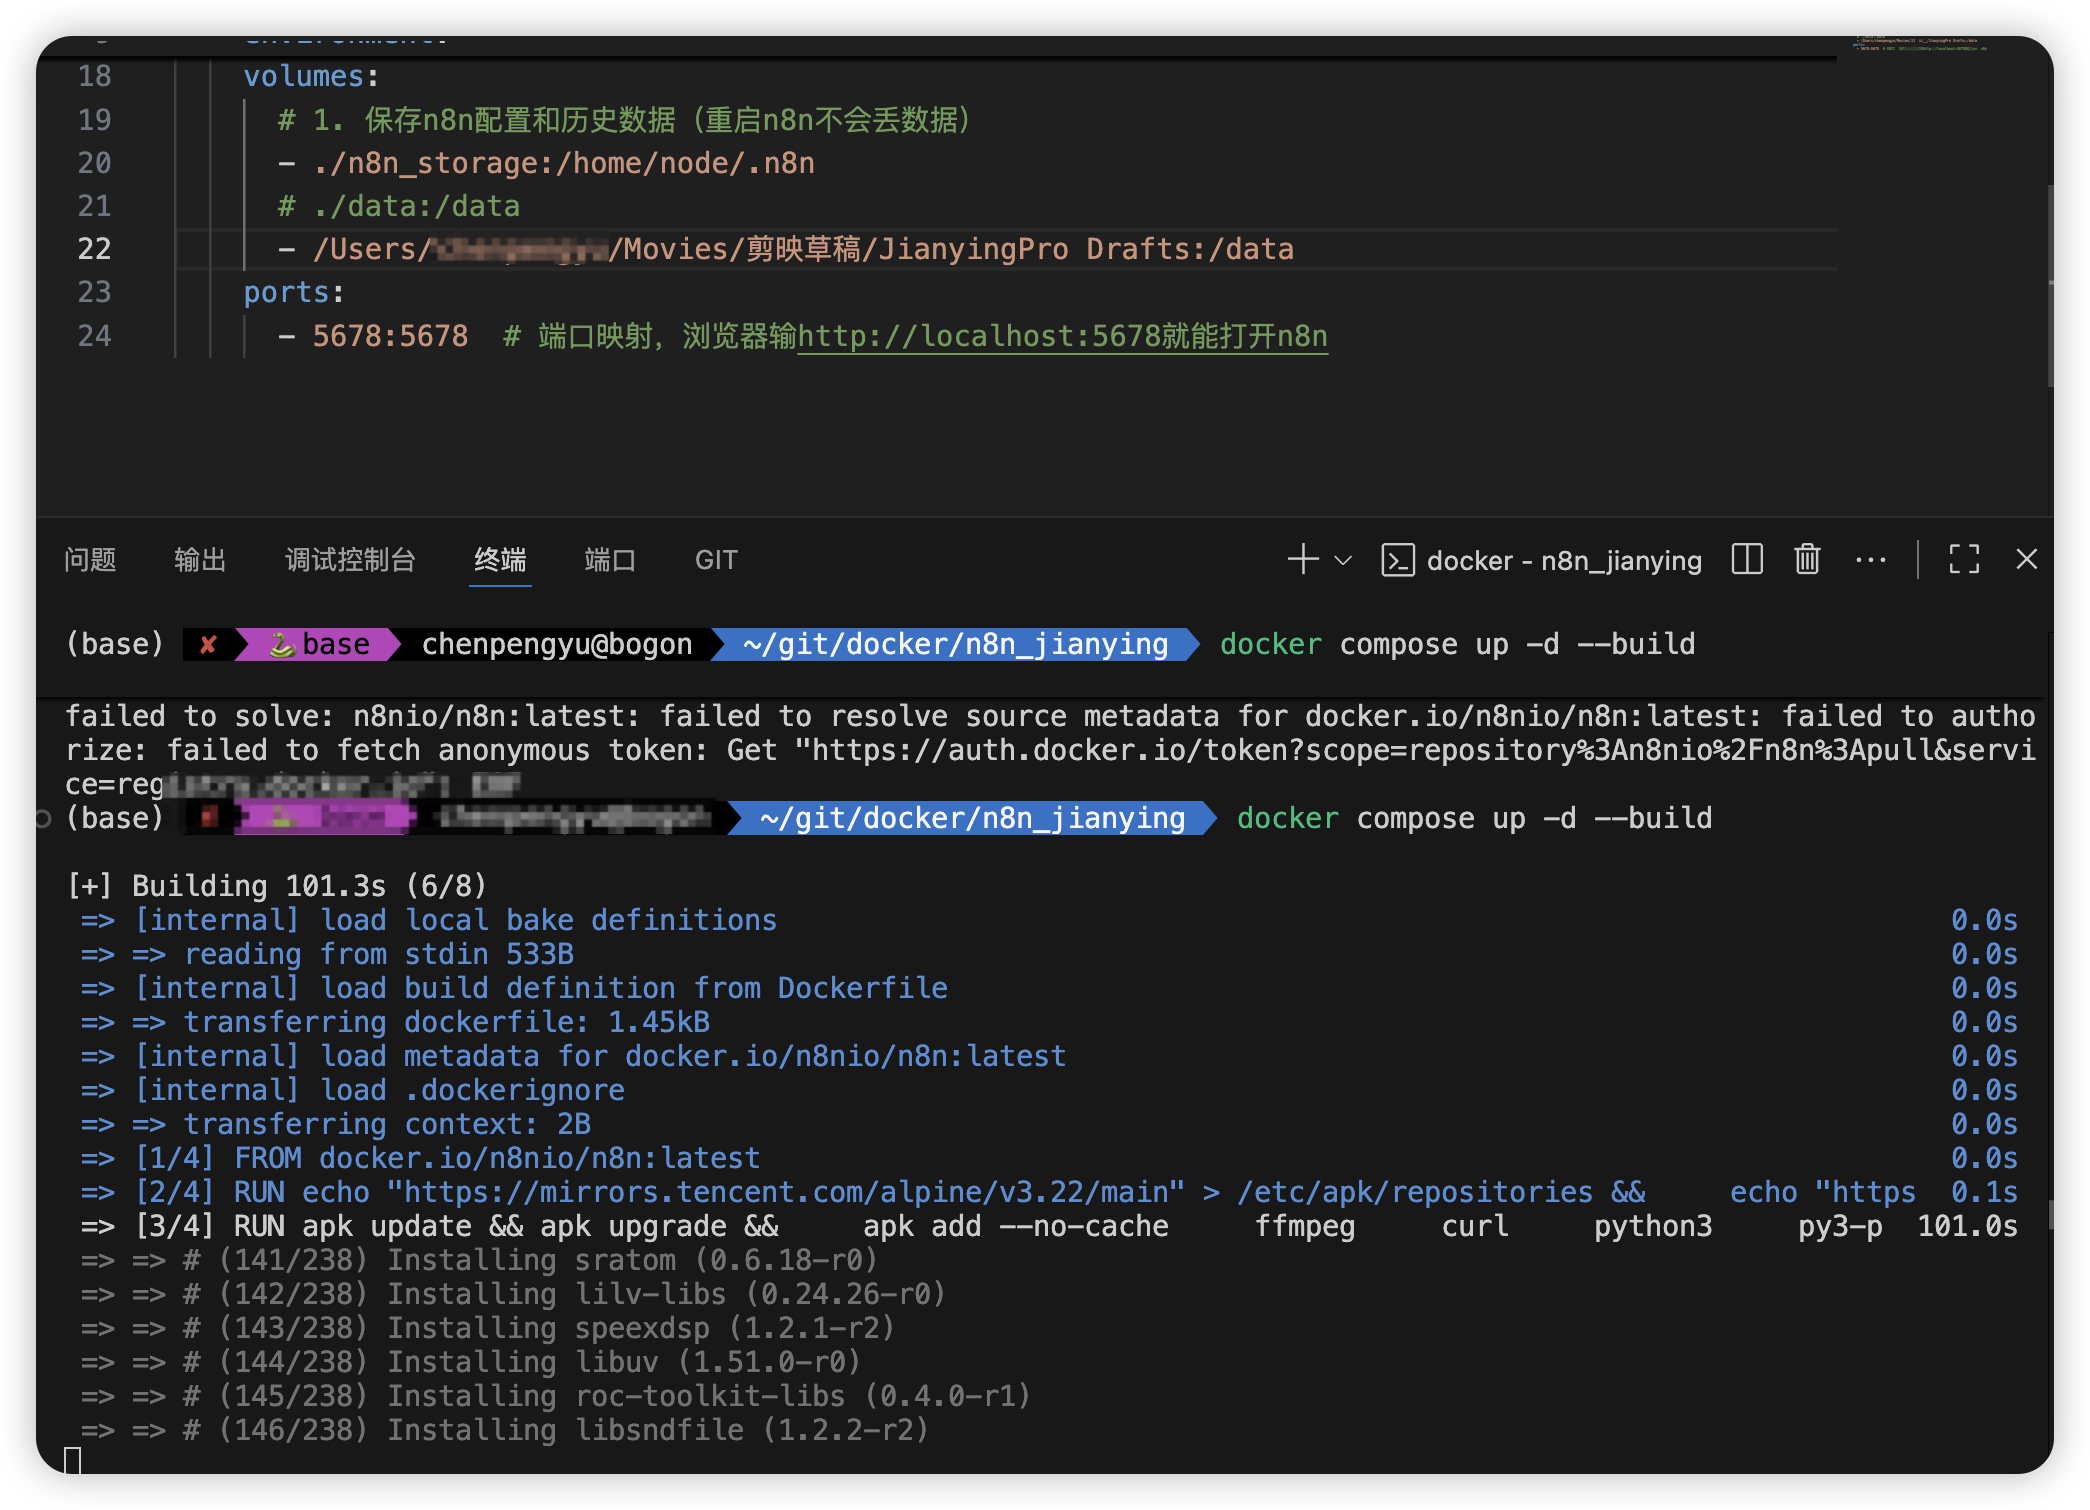 18 volumes:
19 # 1. 保存n8n配置和历史数据（重启n8n不会丢数据）
20 - ./n8n_storage:/home/node/.n8n
21 # ./data:/data
22 - /Users/ /Movies/剪映草稿/JianyingPro Drafts:/data
23 ports:
24 - 5678:5678 # 端口映射，浏览器输http://localhost:5678就能打开n8n
问题 输出 调试控制台 终端 端口 GIT docker - n8n_jianying
(base) ✘ 🐍base chenpengyu@bogon ~/git/docker/n8n_jianying docker compose up -d --build
failed to solve: n8nio/n8n:latest: failed to resolve source metadata for docker.io/n8nio/n8n:latest: failed to autho
rize: failed to fetch anonymous token: Get "https://auth.docker.io/token?scope=repository%3An8nio%2Fn8n%3Apull&servi
ce=reg
(base) ~/git/docker/n8n_jianying docker compose up -d --build
[+] Building 101.3s (6/8)
=> [internal] load local bake definitions 0.0s
=> => reading from stdin 533B 0.0s
=> [internal] load build definition from Dockerfile 0.0s
=> => transferring dockerfile: 1.45kB 0.0s
=> [internal] load metadata for docker.io/n8nio/n8n:latest 0.0s
=> [internal] load .dockerignore 0.0s
=> => transferring context: 2B 0.0s
=> [1/4] FROM docker.io/n8nio/n8n:latest 0.0s
=> [2/4] RUN echo "https://mirrors.tencent.com/alpine/v3.22/main" > /etc/apk/repositories && echo "https 0.1s
=> [3/4] RUN apk update && apk upgrade && apk add --no-cache ffmpeg curl python3 py3-p 101.0s
=> => # (141/238) Installing sratom (0.6.18-r0)
=> => # (142/238) Installing lilv-libs (0.24.26-r0)
=> => # (143/238) Installing speexdsp (1.2.1-r2)
=> => # (144/238) Installing libuv (1.51.0-r0)
=> => # (145/238) Installing roc-toolkit-libs (0.4.0-r1)
=> => # (146/238) Installing libsndfile (1.2.2-r2)